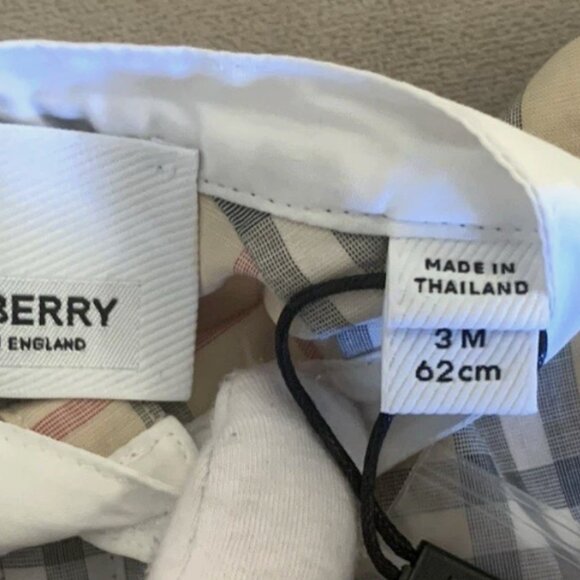 BERRY
ENGLAND
MADE IN
THAILAND
3 M
62cm